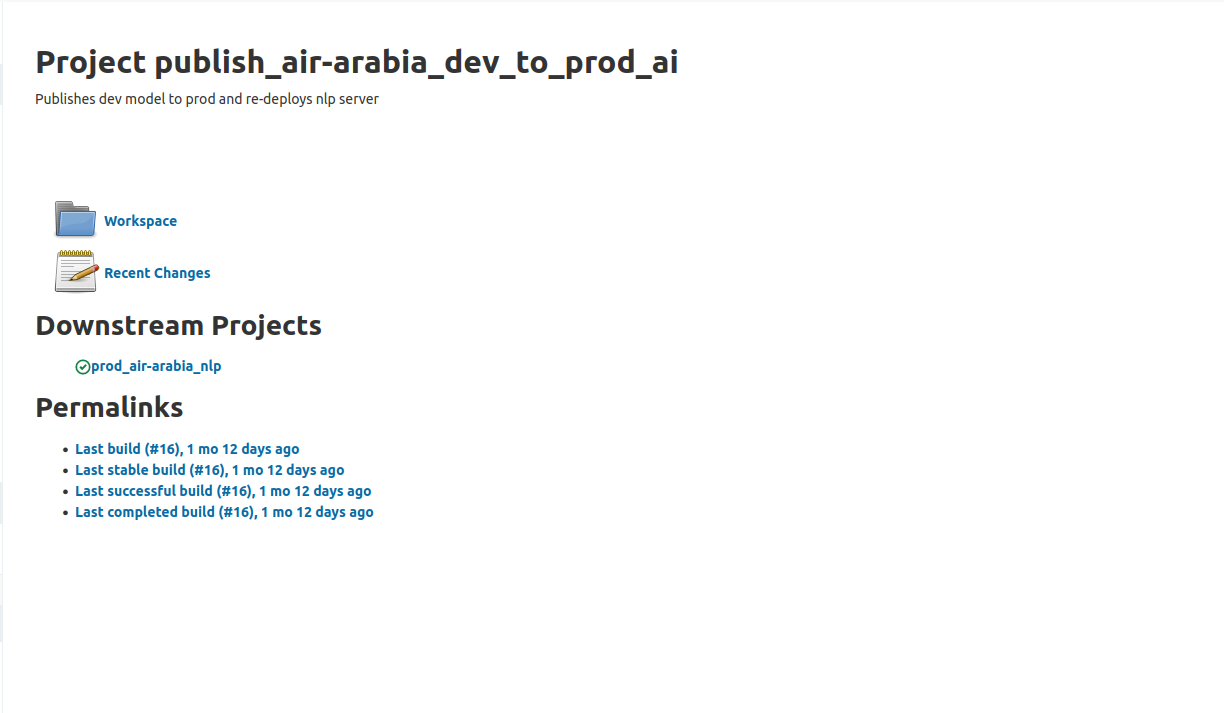 Project publish_air-arabia_dev_to_prod_ai
Publishes dev model to prod and re-deploys nlp server
Workspace
Recent Changes
Downstream Projects
prod_air-arabia_nlp
Permalinks
• Last build (#16), 1 mo 12 days ago
• Last stable build (#16), 1 mo 12 days ago
• Last successful build (#16), 1 mo 12 days ago
• Last completed build (#16), 1 mo 12 days ago